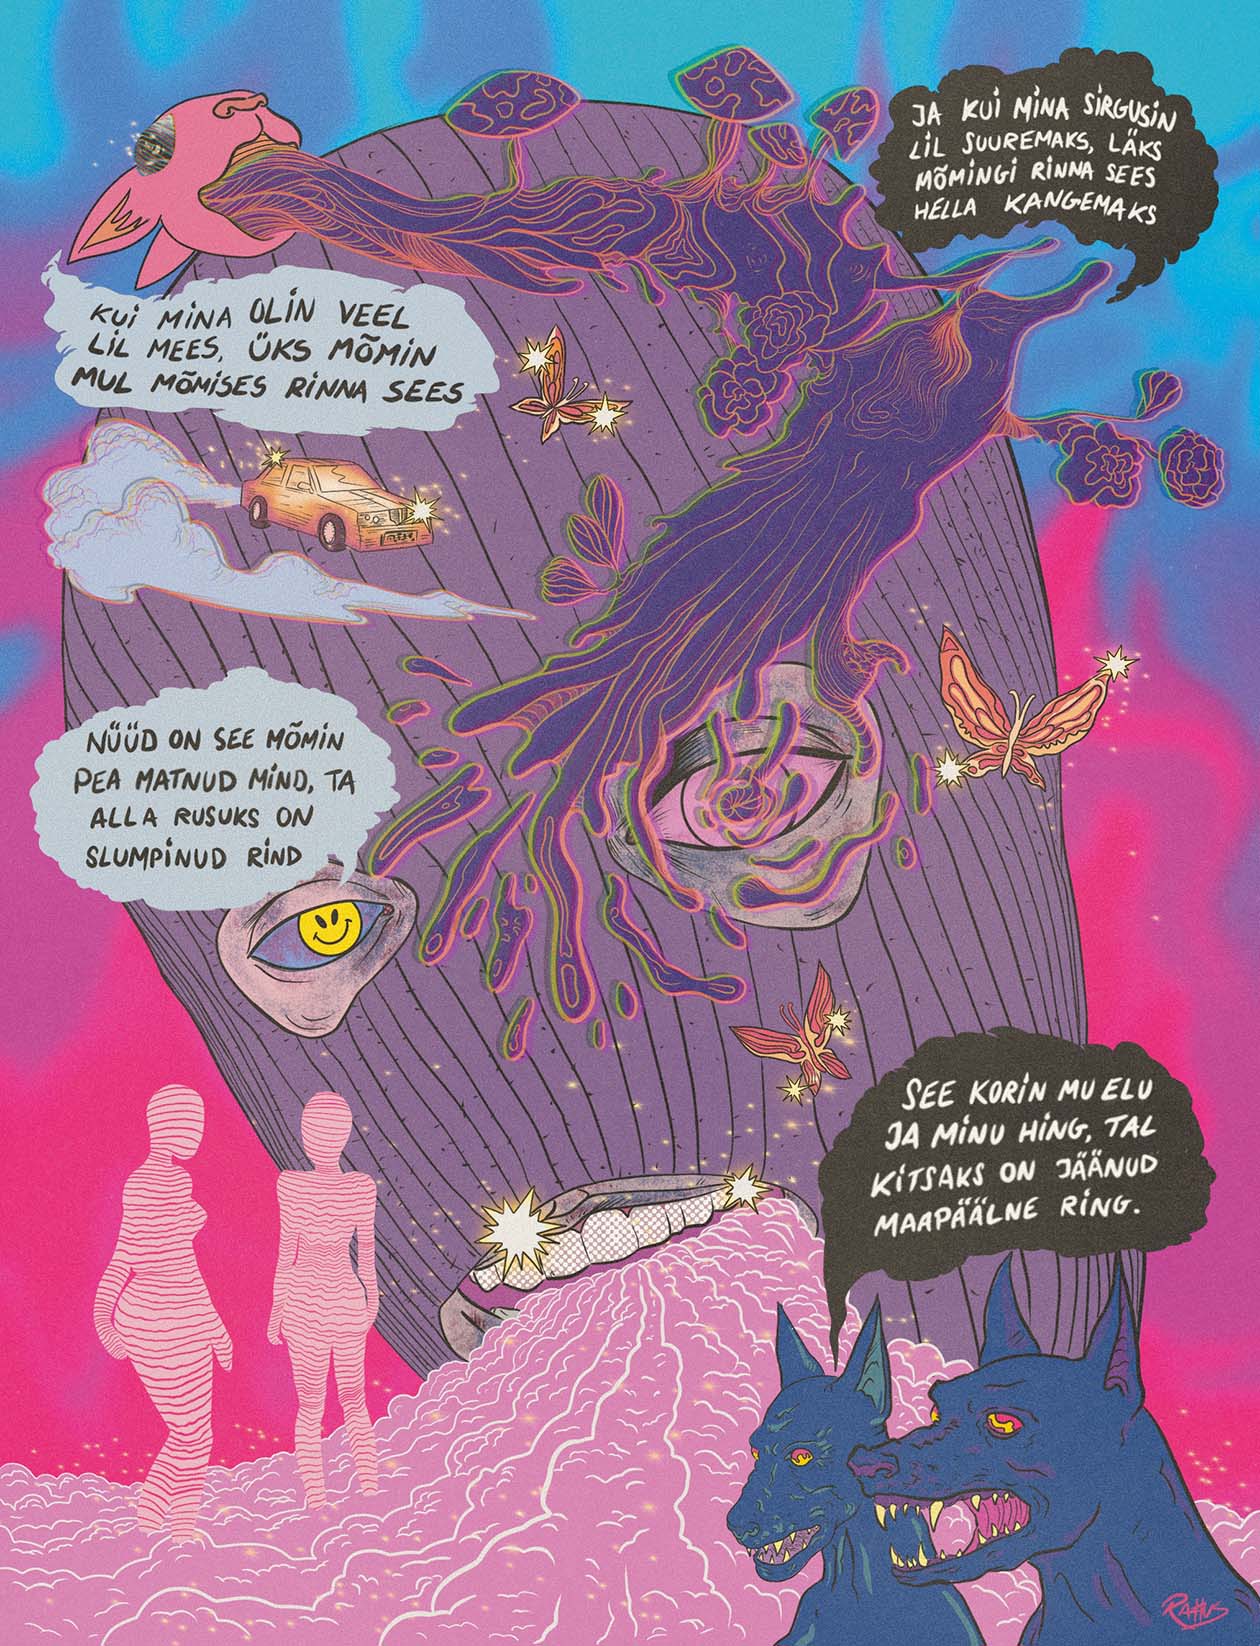 KUI MINA OLIN VEEL
LIL MEES, ÜKS MÕMIN
MUL MÕMISES RINNA SEES
JA KUI MINA SIRGUSIN
LIL SUUREMAKS, LÄKS
MÕMINGI RINNA SEES
HELLA KANGEMAKS
NÜÜD ON SEE MÕMIN
PEA MATNUD MIND, TA
ALLA RUSUKS ON
SLUMPINUD RIND
SEE KORIN MU ELU
JA MINU HING, TAL
KITSAKS ON JÄÄNUD
MAAPÄÄLNE RING.